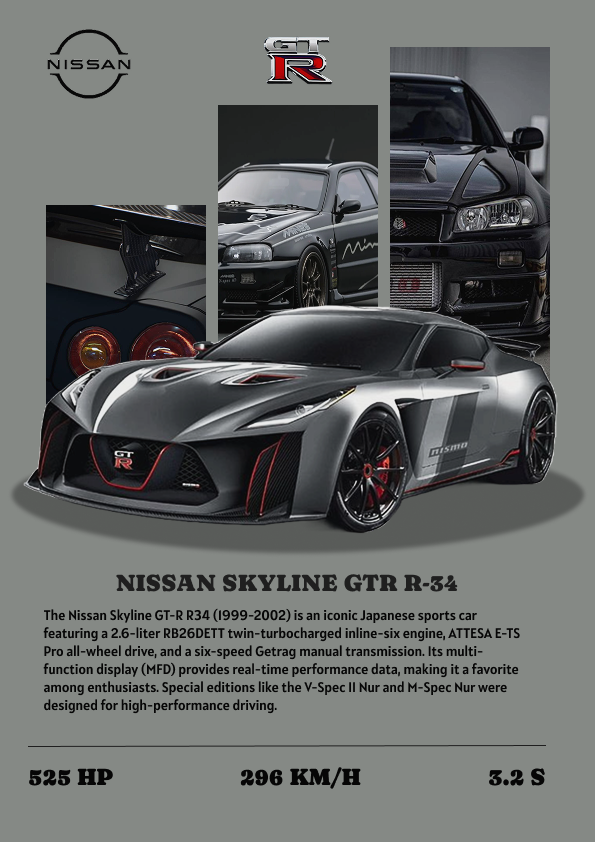 NISSAN
GT
R
GT
R
nismo
NISSAN SKYLINE GTR R-34
The Nissan Skyline GT-R R34 (1999-2002) is an iconic Japanese sports car
featuring a 2.6-liter RB26DETT twin-turbocharged inline-six engine, ATTESA E-TS
Pro all-wheel drive, and a six-speed Getrag manual transmission. Its multi-
function display (MFD) provides real-time performance data, making it a favorite
among enthusiasts. Special editions like the V-Spec II Nur and M-Spec Nur were
designed for high-performance driving.
525 HP
296 KM/H
3.2 S